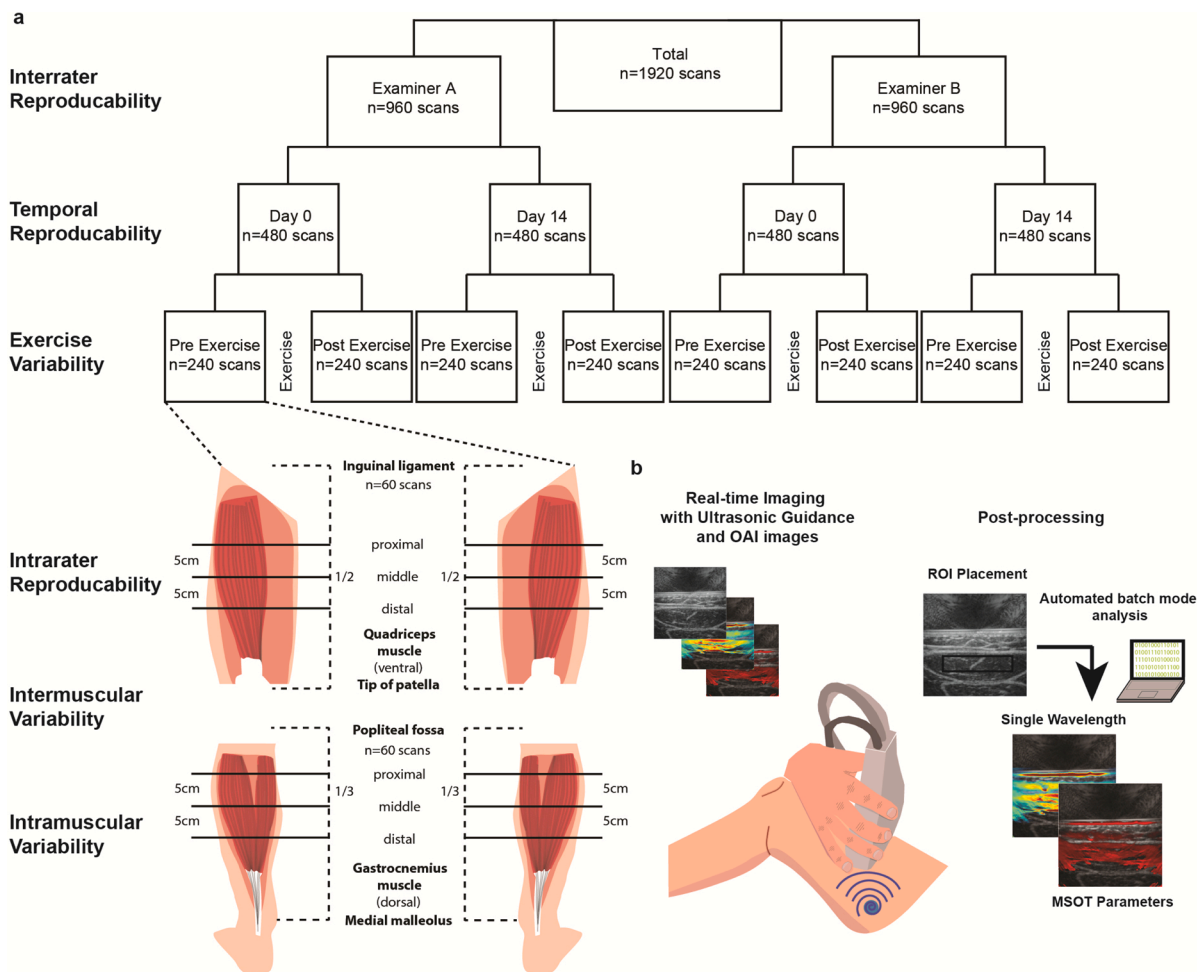 a
Total
n=1920 scans
Interrater
Reproducability
Examiner A
n=960 scans
Examiner B
n=960 scans
Temporal
Reproducability
Day 0
n=480 scans
Day 14
n=480 scans
Day 0
n=480 scans
Day 14
n=480 scans
Exercise
Variability
Pre Exercise
n=240 scans
Exercise
Post Exercise
n=240 scans
Pre Exercise
n=240 scans
Exercise
Post Exercise
n=240 scans
Pre Exercise
n=240 scans
Exercise
Post Exercise
n=240 scans
Pre Exercise
n=240 scans
Exercise
Post Exercise
n=240 scans
Intrarater
Reproducability
Intermuscular
Variability
Intramuscular
Variability
Inguinal ligament
n=60 scans
proximal
5cm
5cm
1/2
middle
1/2
5cm
5cm
distal
Quadriceps
muscle
(ventral)
Tip of patella
Popliteal fossa
n=60 scans
proximal
5cm
1/3
1/3
5cm
middle
5cm
5cm
distal
Gastrocnemius
muscle
(dorsal)
Medial malleolus
b
Real-time Imaging
with Ultrasonic Guidance
and OAI images
Post-processing
ROI Placement
Automated batch mode
analysis
01001000110101
01001110110010
11101010100010
11010101011100
10101010001010
Single Wavelength
MSOT Parameters